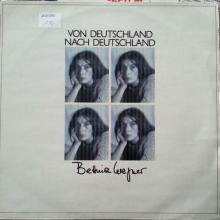 VON DEUTSCHLAND
NACH DEUTSCHLAND
Bettina Wegner